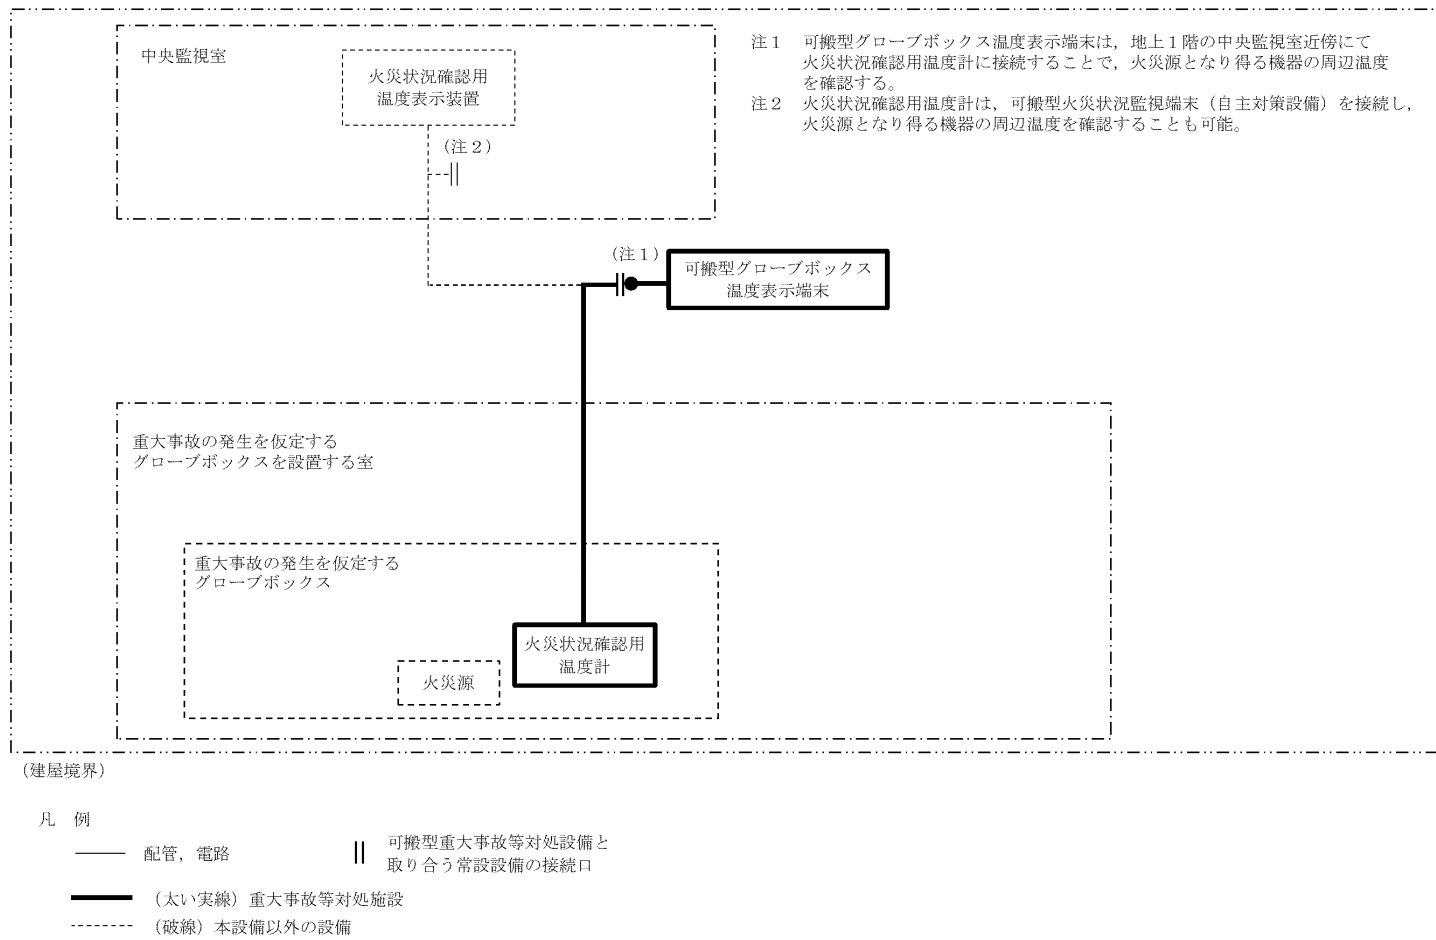 中央監視室
火災状況確認用
温度表示装置
（注２）
注１　可搬型グローブボックス温度表示端末は，地上１階の中央監視室近傍にて
火災状況確認用温度計に接続することで，火災源となり得る機器の周辺温度
を確認する。
注２　火災状況確認用温度計は，可搬型火災状況監視端末（自主対策設備）を接続し，
火災源となり得る機器の周辺温度を確認することも可能。
（注１）
可搬型グローブボックス
温度表示端末
重大事故の発生を仮定する
グローブボックスを設置する室
重大事故の発生を仮定する
グローブボックス
火災状況確認用
温度計
火災源
（建屋境界）
凡　例
配管，電路
可搬型重大事故等対処設備と
取り合う常設設備の接続口
（太い実線）重大事故等対処施設
（破線）本設備以外の設備